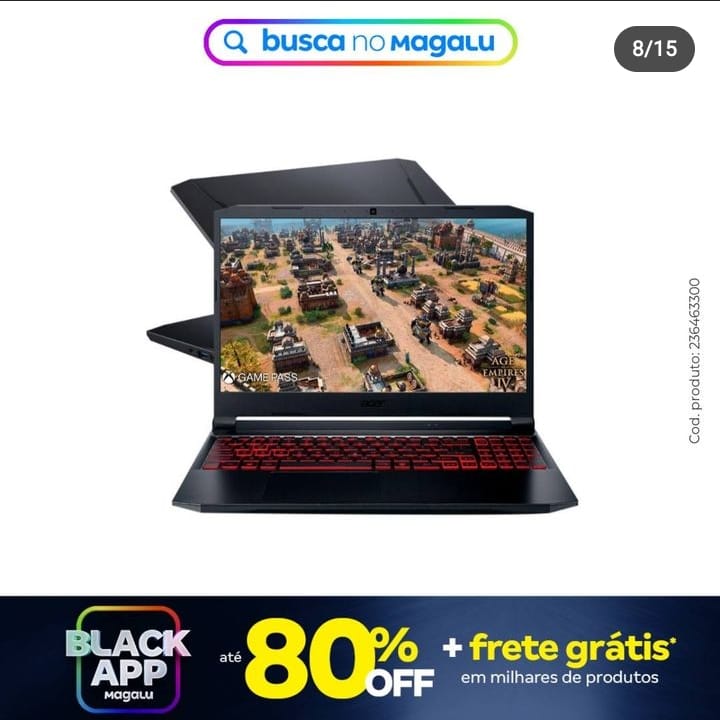 busca no magalu
8/15
GAME PASS
AGE
EMPIRES
IV
acer
Cod. produto: 236463300
BLACK
APP
magalu
até
80%
OFF
+ frete grátis*
em milhares de produtos